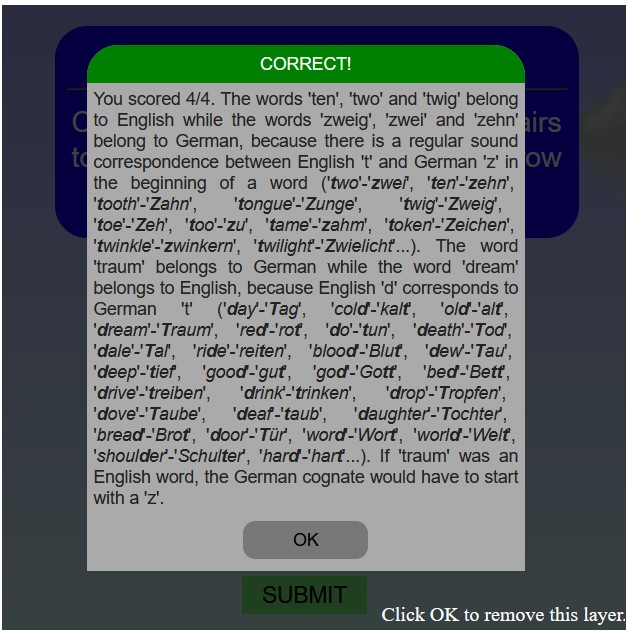 CORRECT!
You scored 4/4. The words 'ten', 'two' and 'twig' belong
to English while the words 'zweig', 'zwei' and 'zehn'
belong to German, because there is a regular sound
correspondence between English 't' and German 'z' in
the beginning of a word ('two'-'zwei', 'ten'-'zehn',
'tooth'-'Zahn', 'tongue'-'Zunge', 'twig'-'Zweig',
'toe'-'Zeh', 'too'-'zu', 'tame'-'zahm', 'token'-'Zeichen',
'twinkle'-'zwinkern', 'twilight'-'Zwielicht'...). The word
'traum' belongs to German while the word 'dream'
belongs to English, because English 'd' corresponds to
German 't' ('day'-'Tag', 'cold'-'kalt', 'old'-'alt',
'dream'-'Traum', 'red'-'rot', 'do'-'tun', 'death'-'Tod',
'dale'-'Tal', 'ride'-'reiten', 'blood'-'Blut', 'dew'-'Tau',
'deep'-'tief', 'good'-'gut', 'god'-'Gott', 'bed'-'Bett',
'drive'-'treiben', 'drink'-'trinken', 'drop'-'Tropfen',
'dove'-'Taube', 'deaf'-'taub', 'daughter'-'Tochter',
'bread'-'Brot', 'door'-'Tür', 'word'-'Wort', 'world'-'Welt',
'shoulder'-'Schulter', 'hard'-'hart'...). If 'traum' was an
English word, the German cognate would have to start
with a 'z'.
OK
SUBMIT
Click OK to remove this layer.